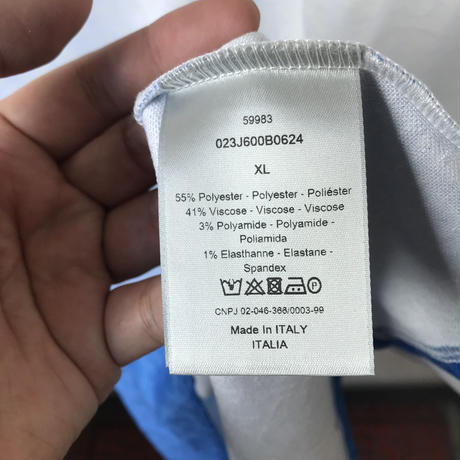 59983
023J600B0624
XL
55% Polyester - Polyester - Poliéster
41% Viscose - Viscose - Viscose
3% Polyamide - Polyamide -
Poliamida
1% Elasthanne - Elastane -
Spandex
P
CNPJ 02-046-366/0003-99
Made In ITALY
ITALIA